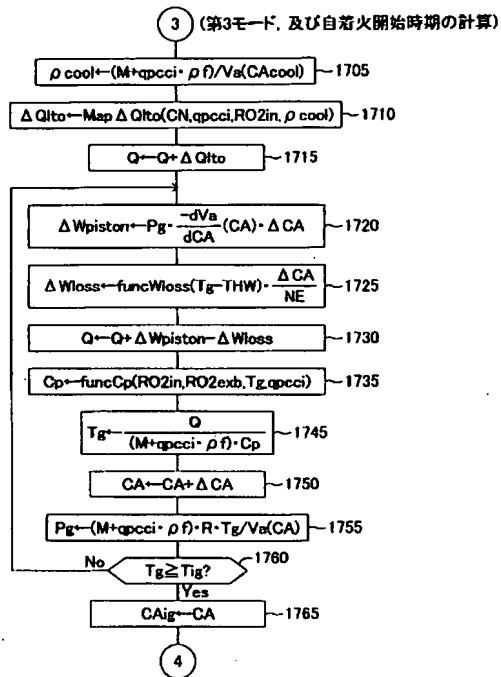 3 (第3モード, 及び自着火開始時期の計算)
ρcool←(M+qpcci・ρf)/Va(CAcool) 1705
ΔQlto←MapΔQlto(CN,qpcci,RO2in,ρcool) 1710
Q←Q+ΔQlto 1715
ΔWpiston←Pg・-dVa/dCA(CA)・ΔCA 1720
ΔWloss←funcWloss(Tg-THW)・ΔCA/NE 1725
Q←Q+ΔWpiston-ΔWloss 1730
Cp←funcCp(RO2in,RO2exb,Tg,qpcci) 1735
Tg←Q/(M+qpcci・ρf)・Cp 1745
CA←CA+ΔCA 1750
Pg←(M+qpcci・ρf)・R・Tg/Va(CA) 1755
No Tg≧Tig? 1760
Yes
CAig←CA 1765
4